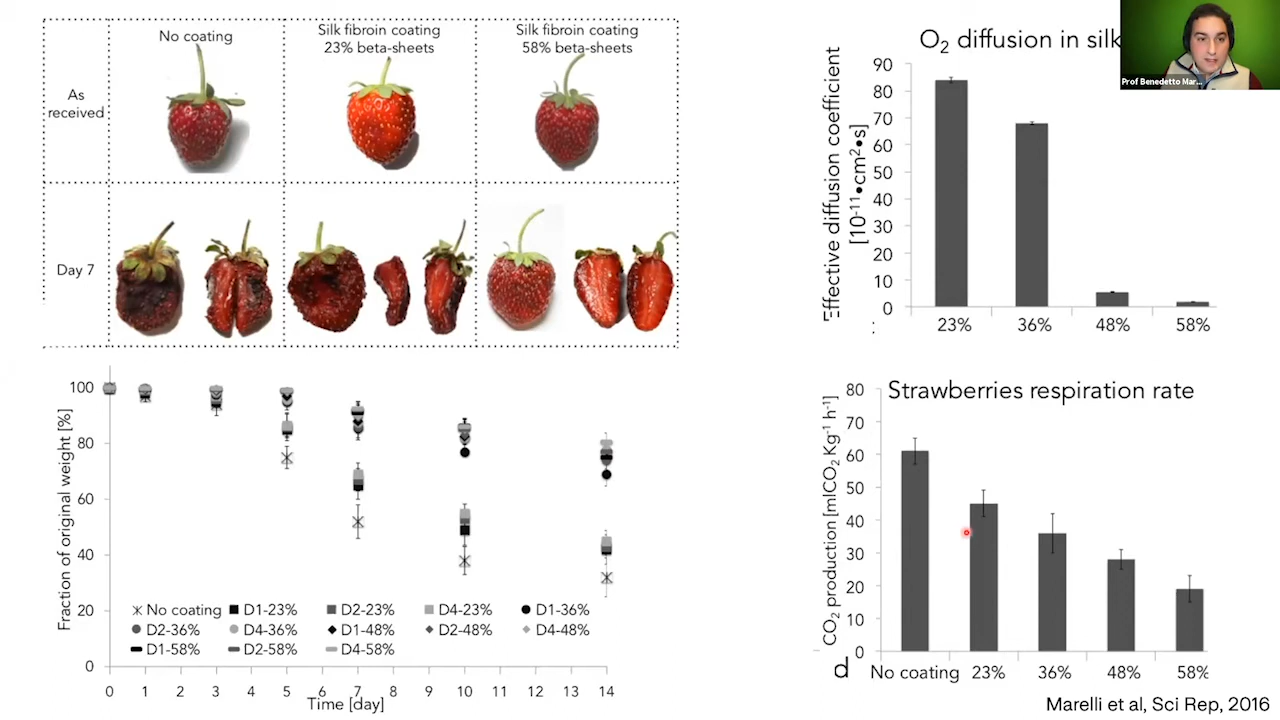 No coating
Silk fibroin coating
23% beta-sheets
Silk fibroin coating
58% beta-sheets
As
received
Day 7
Fraction of original weight [%]
100
80
60
40
20
0
No coating D1-23% D2-23% D4-23% D1-36%
D2-36% D4-36% D1-48% D2-48% D4-48%
D1-58% D2-58% D4-58%
0 1 2 3 4 5 6 7 8 9 10 11 12 13 14
Time [day]
O2 diffusion in silk
Effective diffusion coefficient
[10-11•cm2•s]
90
80
70
60
50
40
30
20
10
0
23% 36% 48% 58%
Prof Benedetto Mar...
Strawberries respiration rate
CO2 production [mlCO2 Kg-1 h-1]
80
70
60
50
40
30
20
10
0
d
No coating 23% 36% 48% 58%
Marelli et al, Sci Rep, 2016